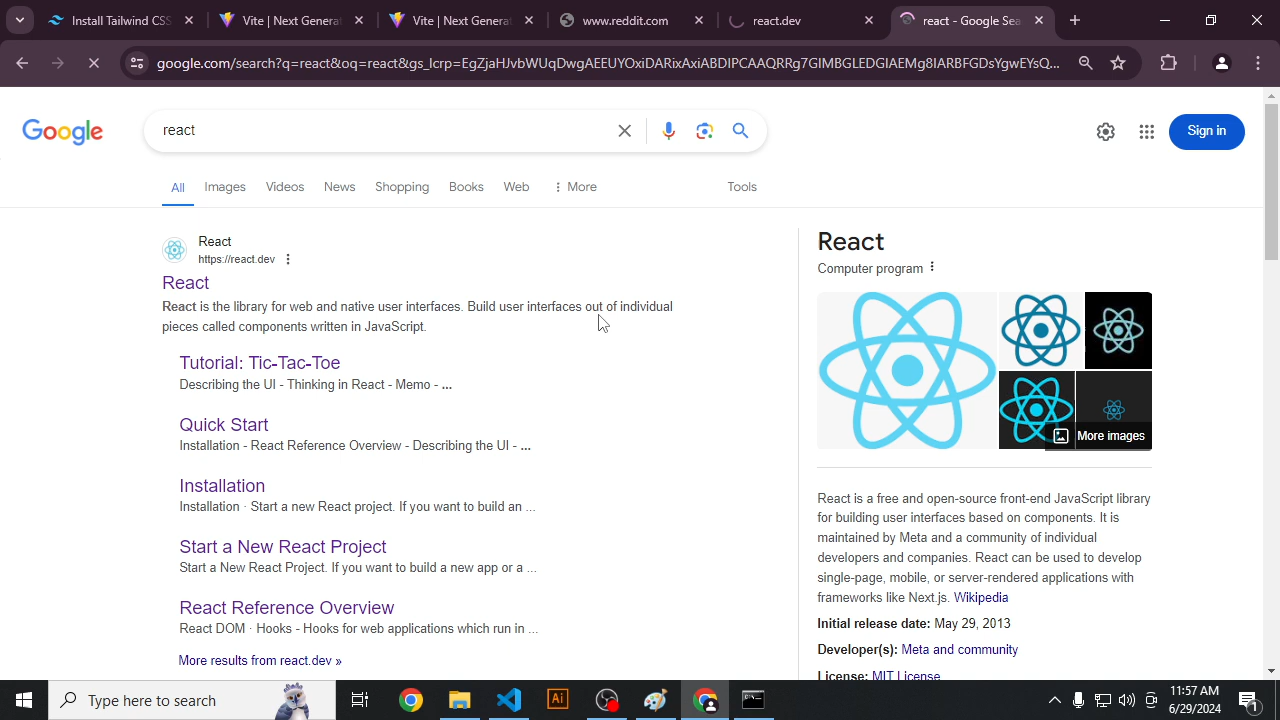 Install Tailwind CSS
Vite | Next Generat
Vite | Next Generat
www.reddit.com
react.dev
react - Google Sea
google.com/search?q=react&oq=react&gs_lcrp=EgZjaHJvbWUqDwgAEEUYOxiDARixAxiABDIPCAAQRRg7GIMBGLEDGIAEMg8IARBFGDsYgwEYsQ...
Google
react
Sign in
All
Images
Videos
News
Shopping
Books
Web
More
Tools
React
https://react.dev
React
React is the library for web and native user interfaces. Build user interfaces out of individual
pieces called components written in JavaScript.
Tutorial: Tic-Tac-Toe
Describing the UI - Thinking in React - Memo - ...
Quick Start
Installation - React Reference Overview - Describing the UI - ...
Installation
Installation · Start a new React project. If you want to build an ...
Start a New React Project
Start a New React Project. If you want to build a new app or a ...
React Reference Overview
React DOM · Hooks - Hooks for web applications which run in ...
More results from react.dev »
React
Computer program
More images
React is a free and open-source front-end JavaScript library
for building user interfaces based on components. It is
maintained by Meta and a community of individual
developers and companies. React can be used to develop
single-page, mobile, or server-rendered applications with
frameworks like Next.js. Wikipedia
Initial release date: May 29, 2013
Developer(s): Meta and community
License: MIT License
Type here to search
Ai
11:57 AM
6/29/2024
1